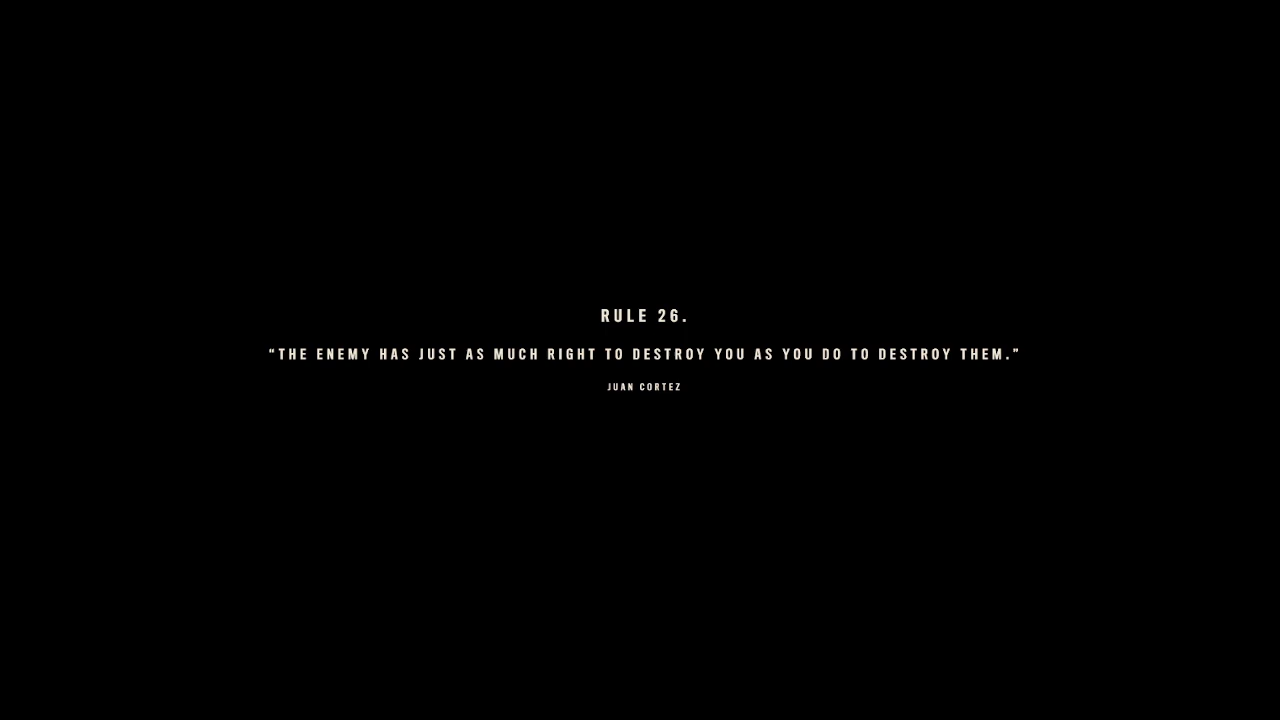 RULE 26.
“THE ENEMY HAS JUST AS MUCH RIGHT TO DESTROY YOU AS YOU DO TO DESTROY THEM.”
JUAN CORTEZ